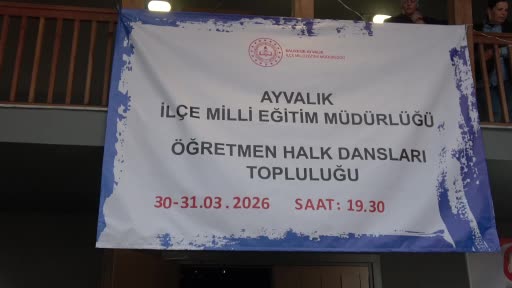 AYVALIK
İLÇE MİLLİ EĞİTİM MÜDÜRLÜĞÜ
ÖĞRETMEN HALK DANSLARI
TOPLULUĞU
30-31.03.2026 SAAT: 19.30